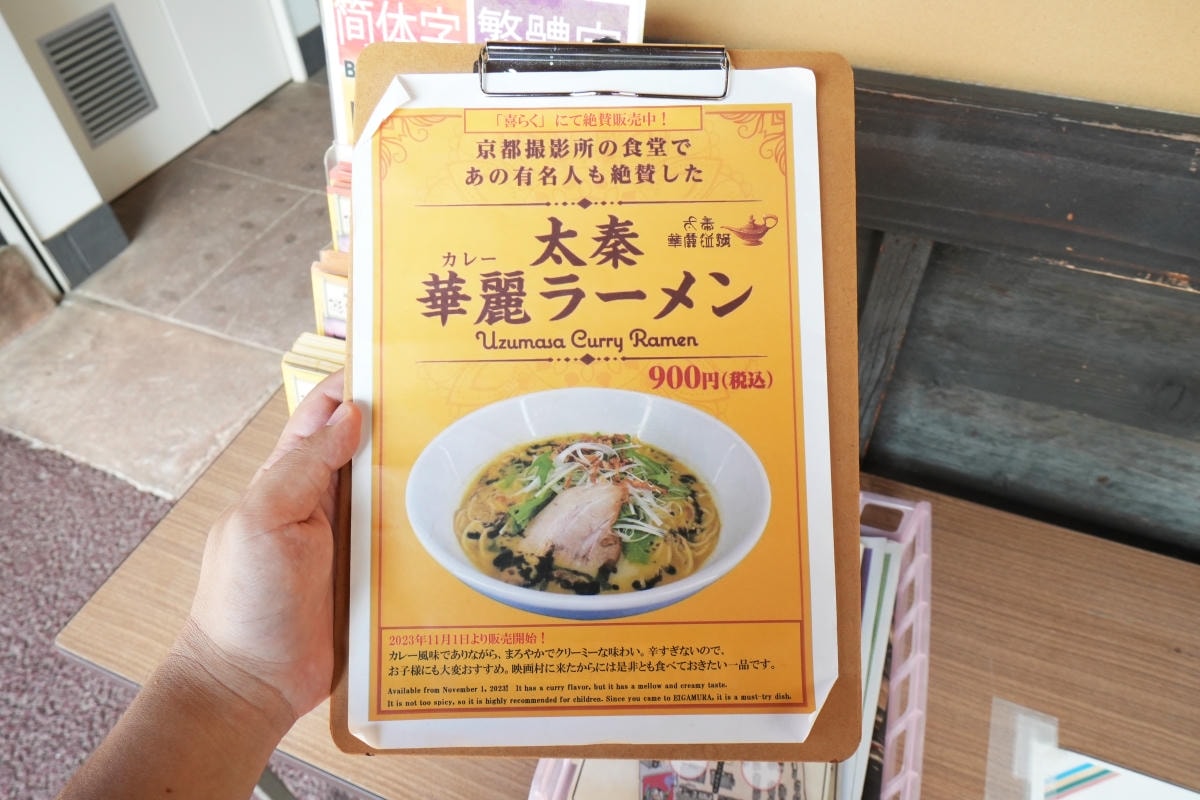 简体字
繁體字
「喜らく」にて絶賛販売中！
京都撮影所の食堂で
あの有名人も絶賛した
太秦
カレー
華麗ラーメン
Uzumasa Curry Ramen
900円(税込)
2023年11月1日より販売開始！
カレー風味でありながら、まろやかでクリーミーな味わい。辛すぎないので、
お子様にも大変おすすめ。映画村に来たからには是非とも食べておきたい一品です。
Available from November 1, 2023! It has a curry flavor, but it has a mellow and creamy taste.
It is not too spicy, so it is highly recommended for children. Since you came to EIGAMURA, it is a must-try dish.